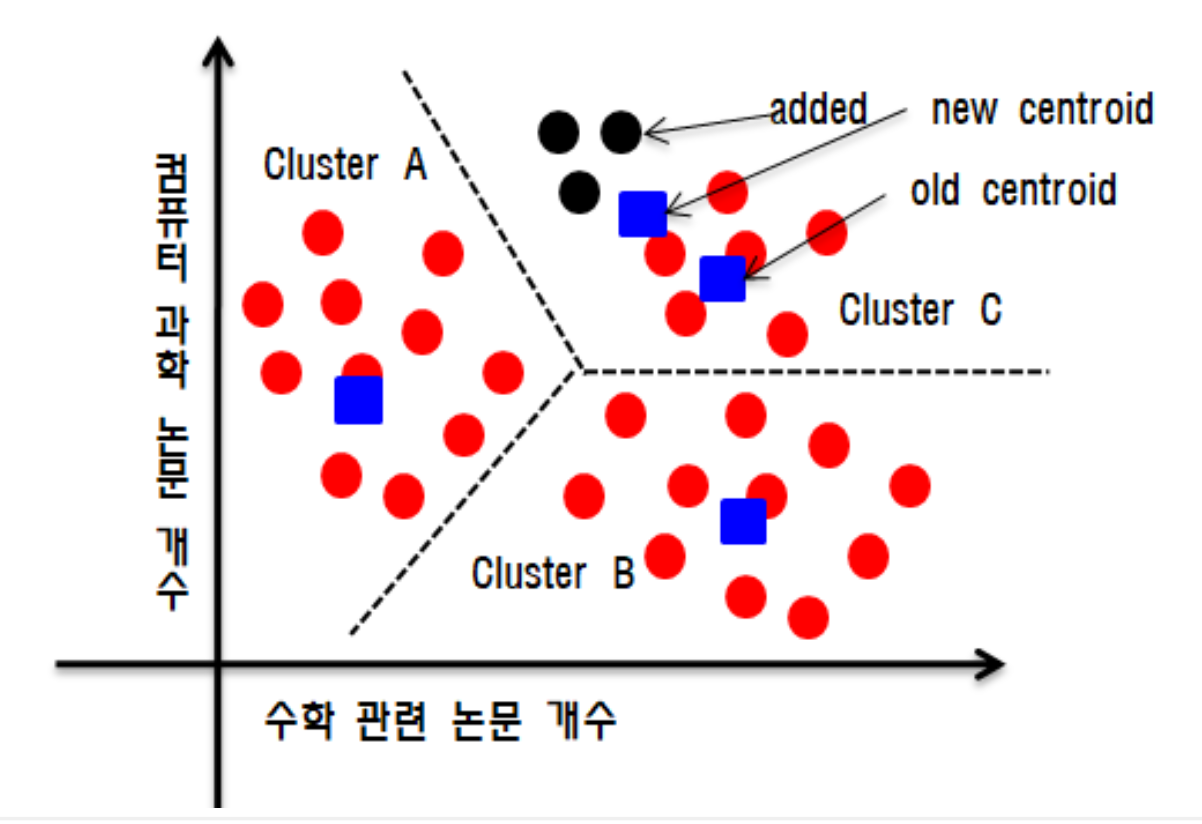 added new centroid
Cluster A
old centroid
컴퓨터 과학 논문 개수
Cluster C
Cluster B
수학 관련 논문 개수